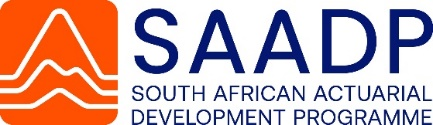 SAADP
SOUTH AFRICAN ACTUARIAL
DEVELOPMENT PROGRAMME